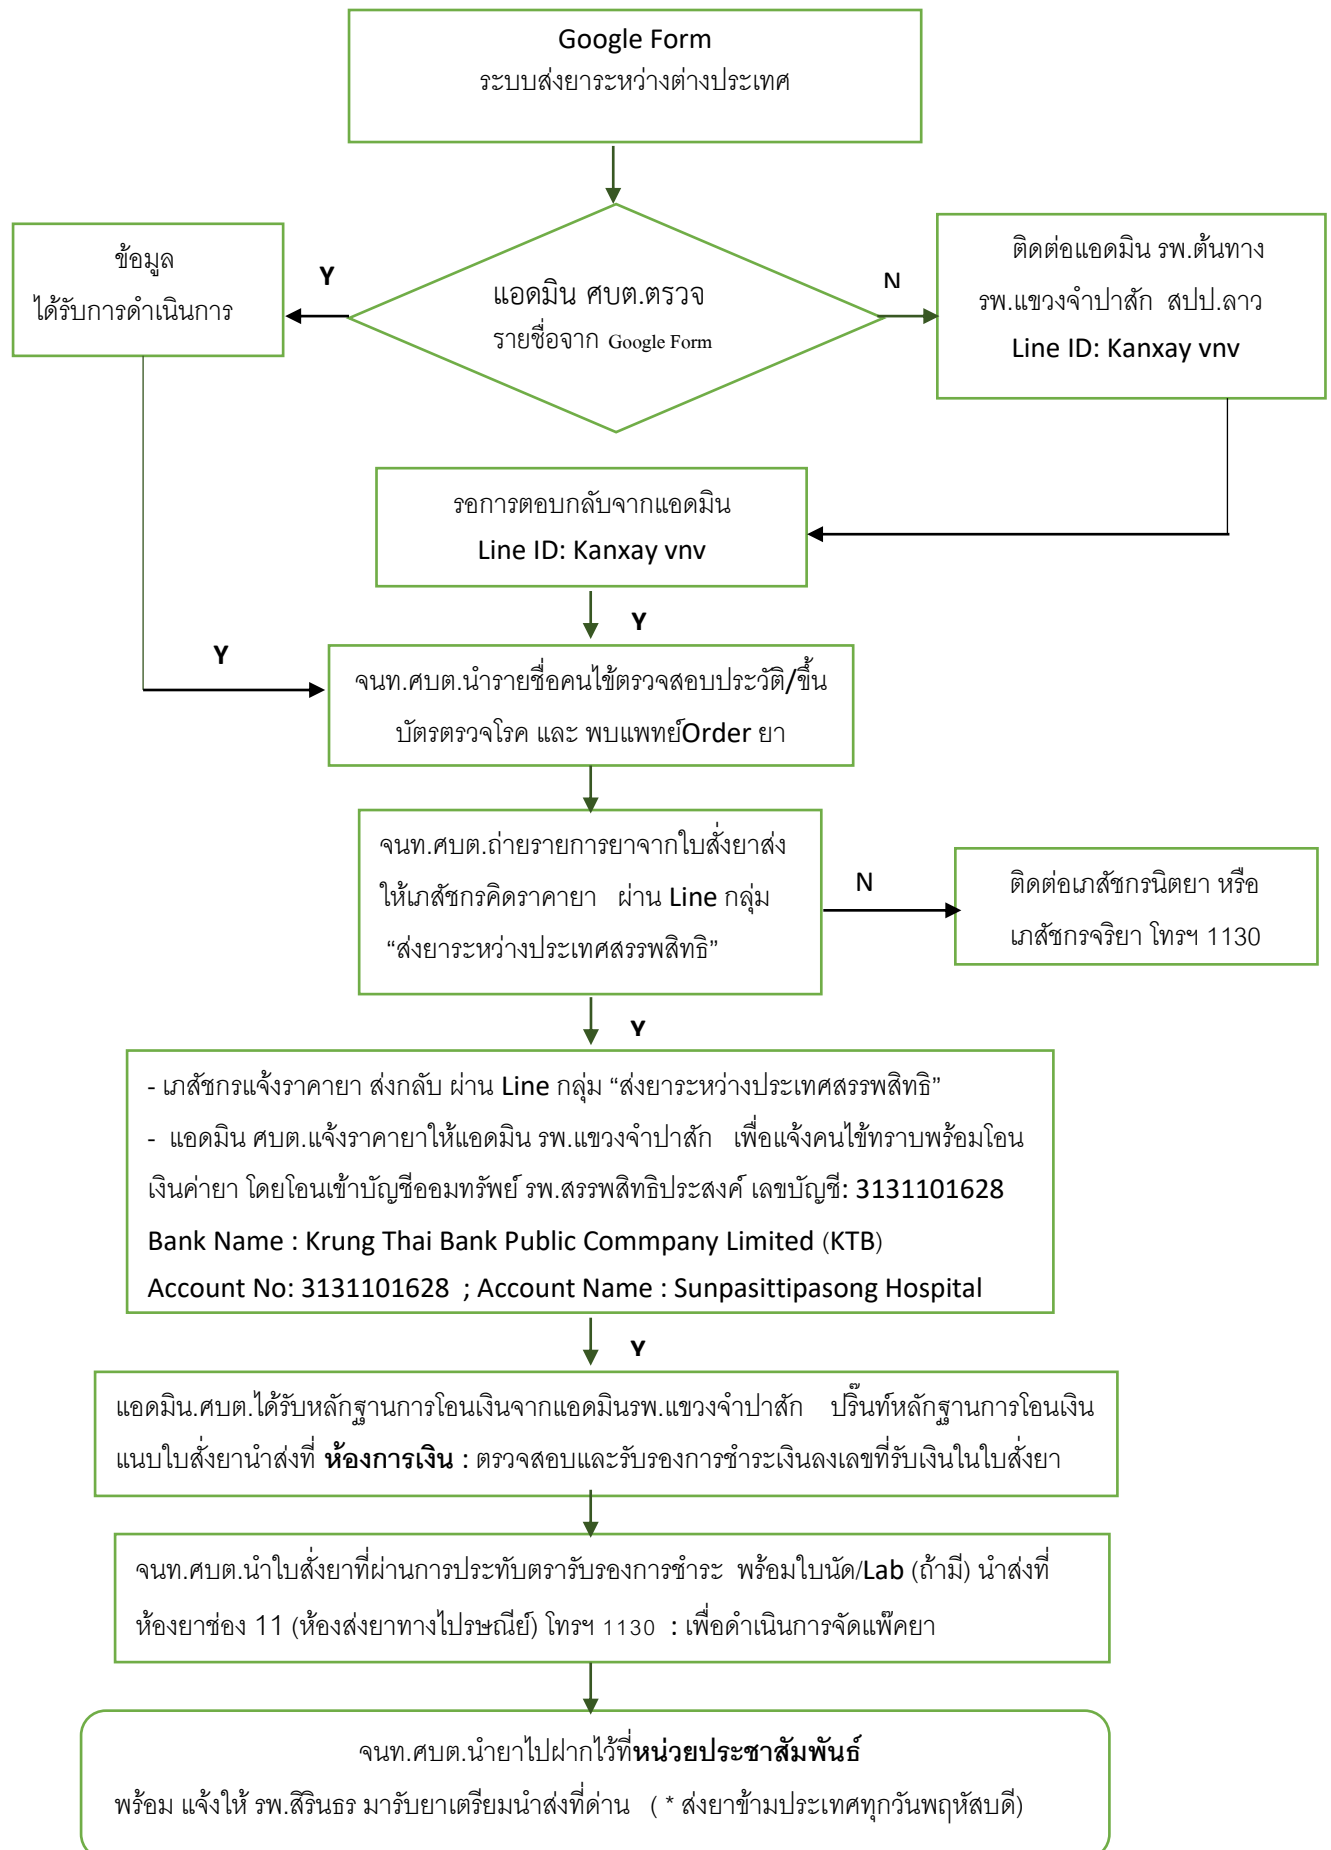 Google Form
ระบบส่งยาระหว่างต่างประเทศ
ข้อมูล
ได้รับการดำเนินการ
Y
แอดมิน ศบต.ตรวจ
รายชื่อจาก Google Form
N
ติดต่อแอดมิน รพ.ต้นทาง
รพ.แขวงจำปาสัก สปป.ลาว
Line ID: Kanxay vnv
รอการตอบกลับจากแอดมิน
Line ID: Kanxay vnv
Y
Y
จนท.ศบต.นำรายชื่อคนไข้ตรวจสอบประวัติ/ขึ้น
บัตรตรวจโรค และ พบแพทย์Order ยา
จนท.ศบต.ถ่ายรายการยาจากใบสั่งยาส่ง
ให้เภสัชกรคิดราคายา ผ่าน Line กลุ่ม
“ส่งยาระหว่างประเทศสรรพสิทธิ”
N
ติดต่อเภสัชกรนิตยา หรือ
เภสัชกรจริยา โทรฯ 1130
Y
- เภสัชกรแจ้งราคายา ส่งกลับ ผ่าน Line กลุ่ม “ส่งยาระหว่างประเทศสรรพสิทธิ”
- แอดมิน ศบต.แจ้งราคายาให้แอดมิน รพ.แขวงจำปาสัก เพื่อแจ้งคนไข้ทราบพร้อมโอน
เงินค่ายา โดยโอนเข้าบัญชีออมทรัพย์ รพ.สรรพสิทธิประสงค์ เลขบัญชี: 3131101628
Bank Name : Krung Thai Bank Public Commpany Limited (KTB)
Account No: 3131101628 ; Account Name : Sunpasittipasong Hospital
Y
แอดมิน.ศบต.ได้รับหลักฐานการโอนเงินจากแอดมินรพ.แขวงจำปาสัก ปริ๊นท์หลักฐานการโอนเงิน
แนบใบสั่งยานำส่งที่ ห้องการเงิน : ตรวจสอบและรับรองการชำระเงินลงเลขที่รับเงินในใบสั่งยา
จนท.ศบต.นำใบสั่งยาที่ผ่านการประทับตรารับรองการชำระ พร้อมใบนัด/Lab (ถ้ามี) นำส่งที่
ห้องยาช่อง 11 (ห้องส่งยาทางไปรษณีย์) โทรฯ 1130 : เพื่อดำเนินการจัดแพ๊คยา
จนท.ศบต.นำยาไปฝากไว้ที่หน่วยประชาสัมพันธ์
พร้อม แจ้งให้ รพ.สิรินธร มารับยาเตรียมนำส่งที่ด่าน ( * ส่งยาข้ามประเทศทุกวันพฤหัสบดี)